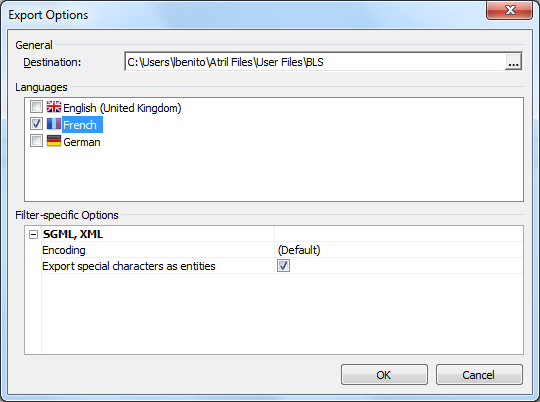 Export Options
General
Destination: C:\Users\lbenito\Atril Files\User Files\BLS ...
Languages
English (United Kingdom)
French
German
Filter-specific Options
SGML, XML
Encoding (Default)
Export special characters as entities
OK Cancel